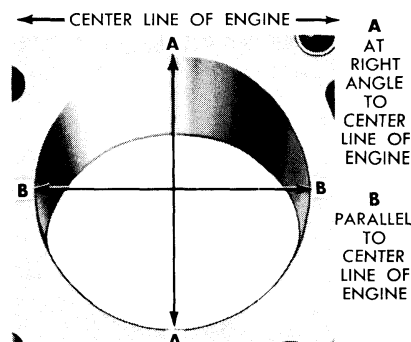 CENTER LINE OF ENGINE
A
B
B
A
A
AT
RIGHT
ANGLE
TO
CENTER
LINE OF
ENGINE
B
PARALLEL
TO
CENTER
LINE OF
ENGINE